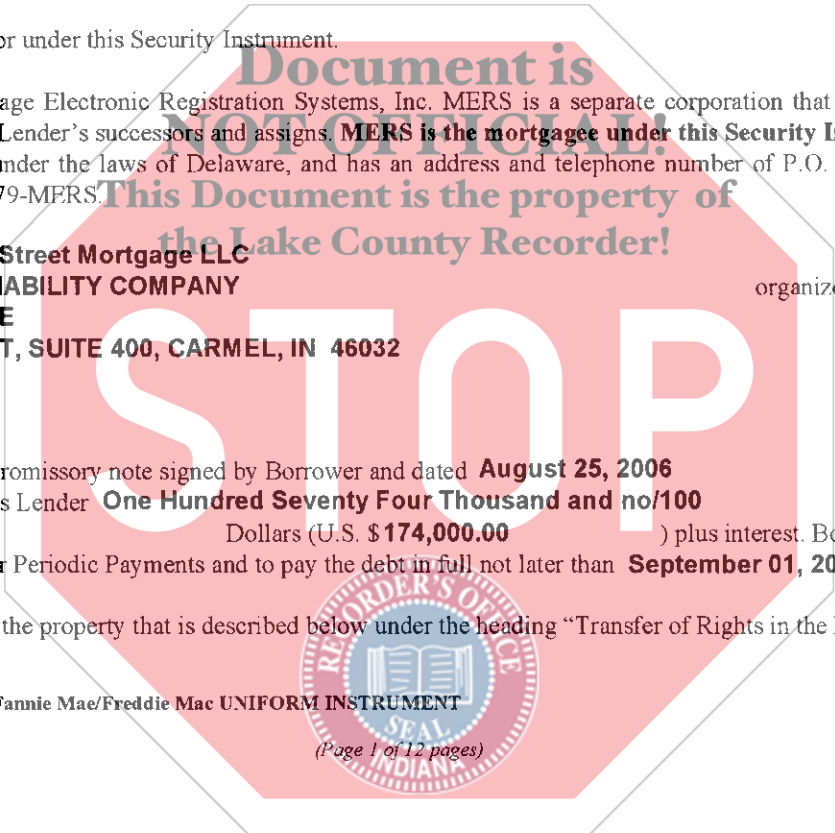 or under this Security Instrument.
Document is
age Electronic Registration Systems, Inc. MERS is a separate corporation that
Lender's successors and assigns. MERS is the mortgagee under this Security I
NOT OFFICIAL!
under the laws of Delaware, and has an address and telephone number of P.O.
79-MERS.
This Document is the property of
the Lake County Recorder!
Street Mortgage LLC
IABILITY COMPANY organize
E
T, SUITE 400, CARMEL, IN 46032
STOP
romissory note signed by Borrower and dated August 25, 2006
s Lender One Hundred Seventy Four Thousand and no/100
Dollars (U.S. $174,000.00 ) plus interest. Bo
r Periodic Payments and to pay the debt in full not later than September 01, 20
the property that is described below under the heading “Transfer of Rights in the
Fannie Mae/Freddie Mac UNIFORM INSTRUMENT
(Page 1 of 12 pages)
RECORDER'S OFFICE
SEAL
INDIANA